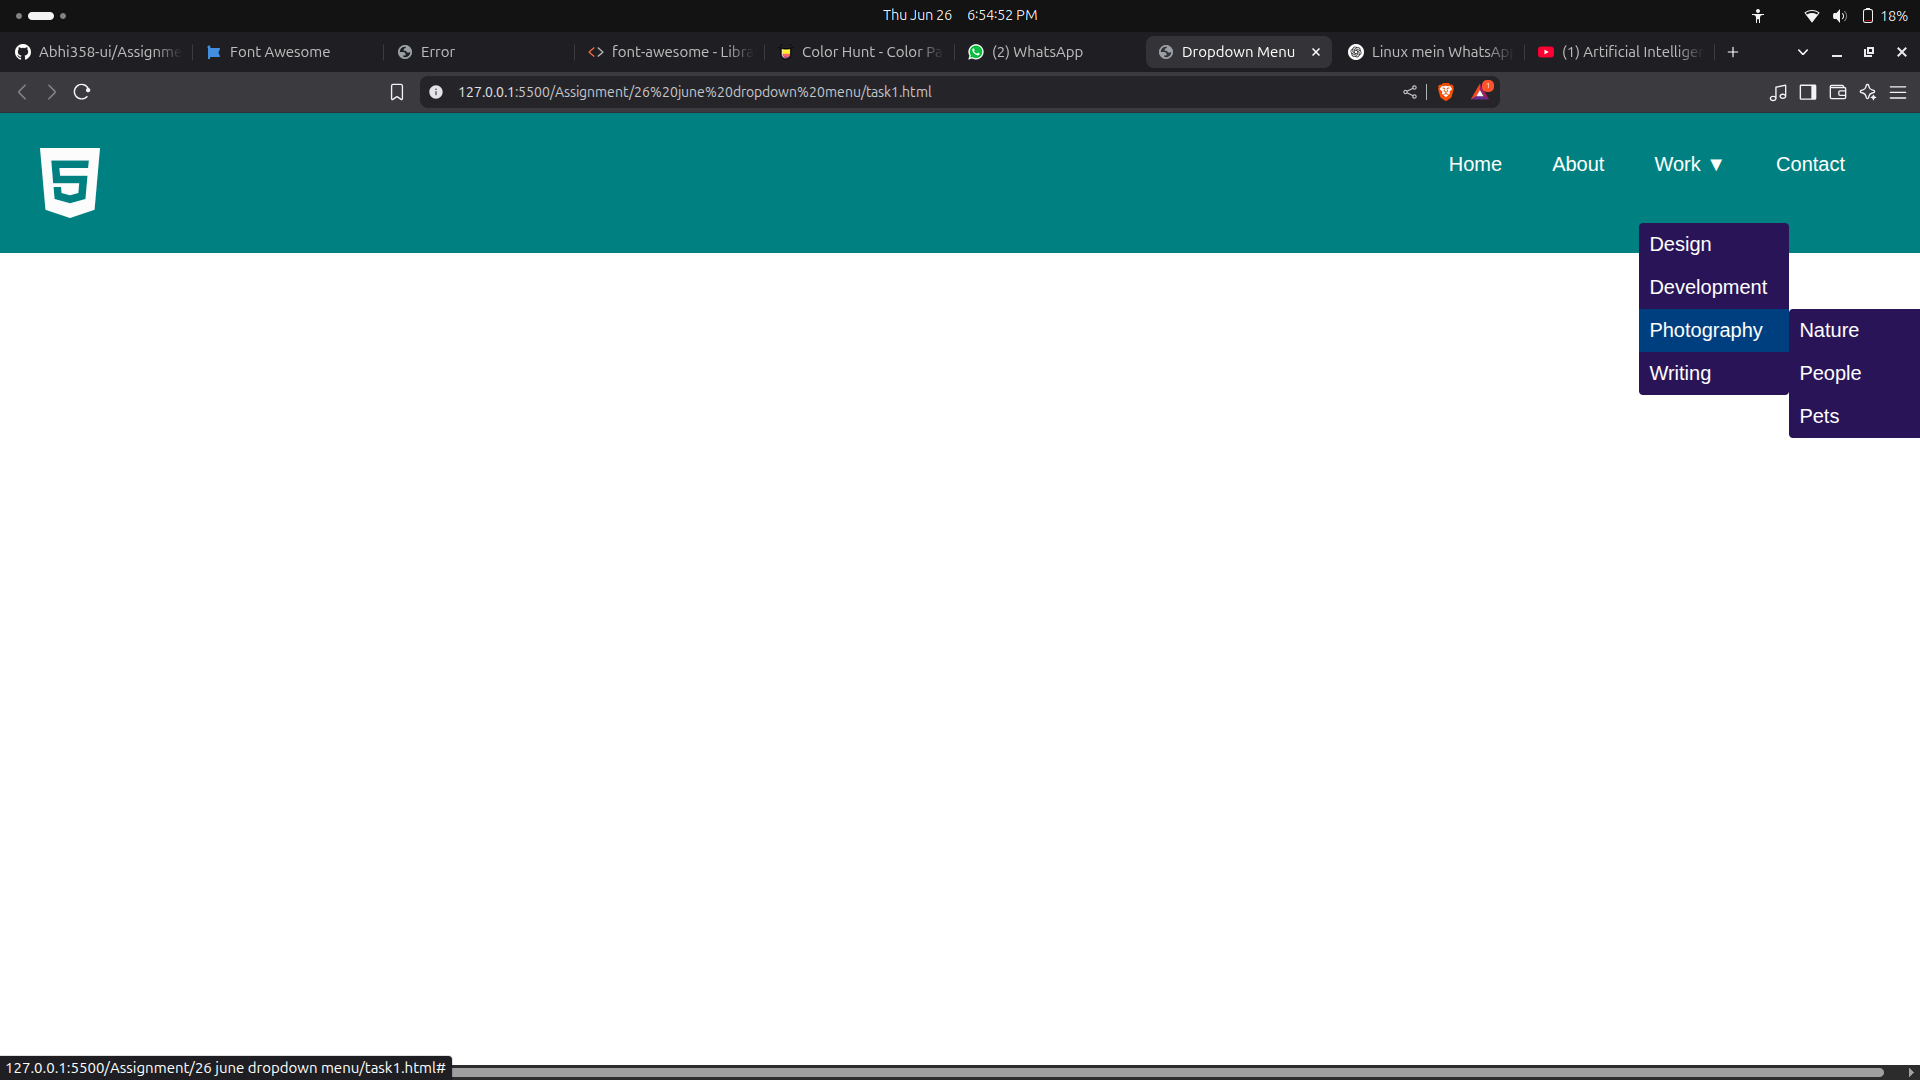 Thu Jun 26 6:54:52 PM
18%
Abhi358-ui/Assignme
Font Awesome
Error
font-awesome - Libra
Color Hunt - Color Pa
(2) WhatsApp
Dropdown Menu
Linux mein WhatsAp
(1) Artificial Intelliger
127.0.0.1:5500/Assignment/26%20june%20dropdown%20menu/task1.html
1
5
Home
About
Work ▼
Contact
Design
Development
Photography
Writing
Nature
People
Pets
127.0.0.1:5500/Assignment/26 june dropdown menu/task1.html#